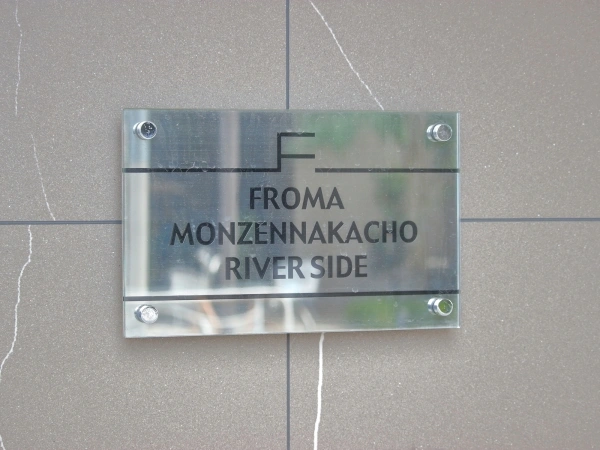 F
FROMA
MONZENNAKACHO
RIVER SIDE